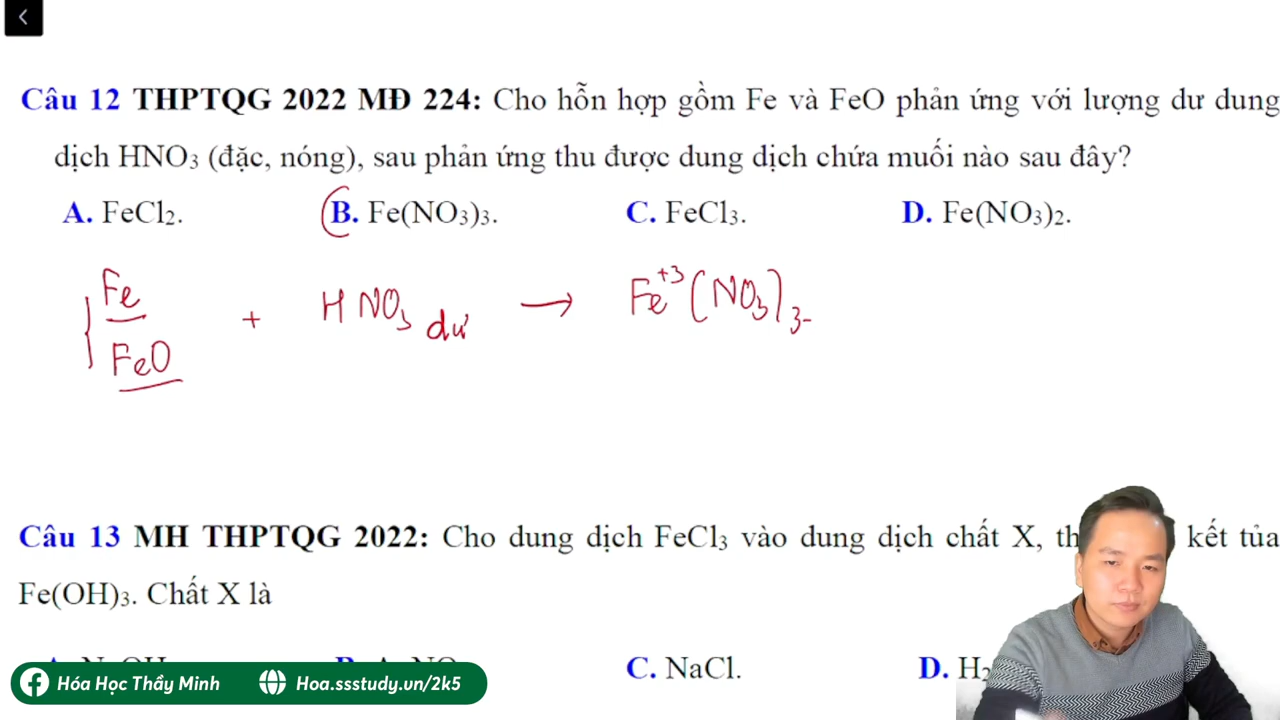 Câu 12 THPTQG 2022 MĐ 224: Cho hỗn hợp gồm Fe và FeO phản ứng với lượng dư dung
dịch HNO3 (đặc, nóng), sau phản ứng thu được dung dịch chứa muối nào sau đây?
A. FeCl2. B. Fe(NO3)3. C. FeCl3. D. Fe(NO3)2.
Fe
FeO
+ HNO3 dư → Fe+3(NO3)3
Câu 13 MH THPTQG 2022: Cho dung dịch FeCl3 vào dung dịch chất X, kết tủa
Fe(OH)3. Chất X là
C. NaCl. D.
Hóa Học Thầy Minh Hoa.ssstudy.vn/2k5